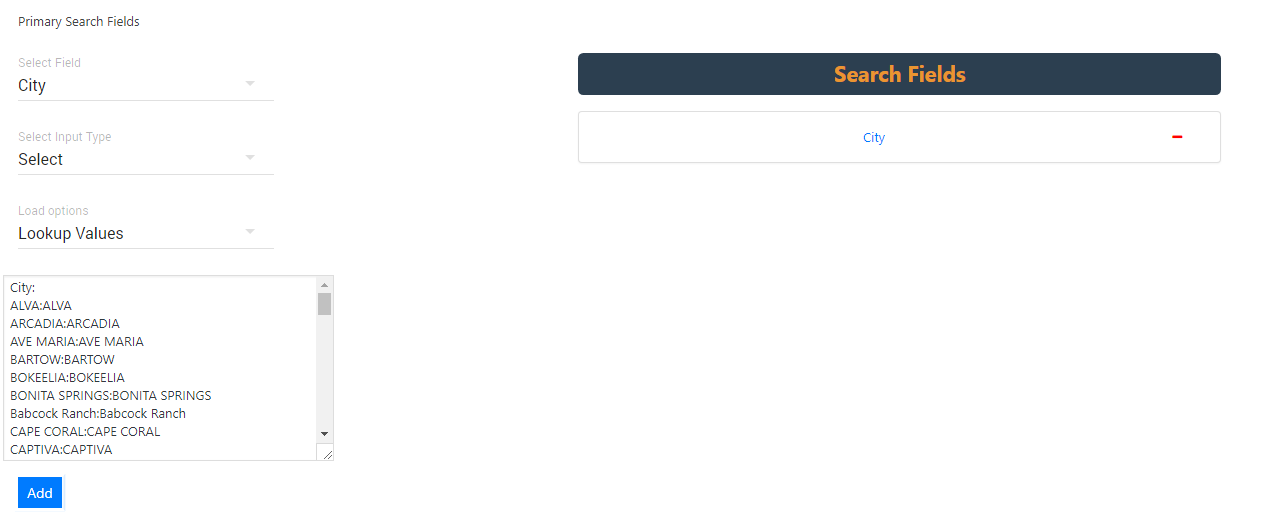 Primary Search Fields
Select Field
City
Select Input Type
Select
Load options
Lookup Values
City:
ALVA:ALVA
ARCADIA:ARCADIA
AVE MARIA:AVE MARIA
BARTOW:BARTOW
BOKEELIA:BOKEELIA
BONITA SPRINGS:BONITA SPRINGS
Babcock Ranch:Babcock Ranch
CAPE CORAL:CAPE CORAL
CAPTIVA:CAPTIVA
Add
Search Fields
City